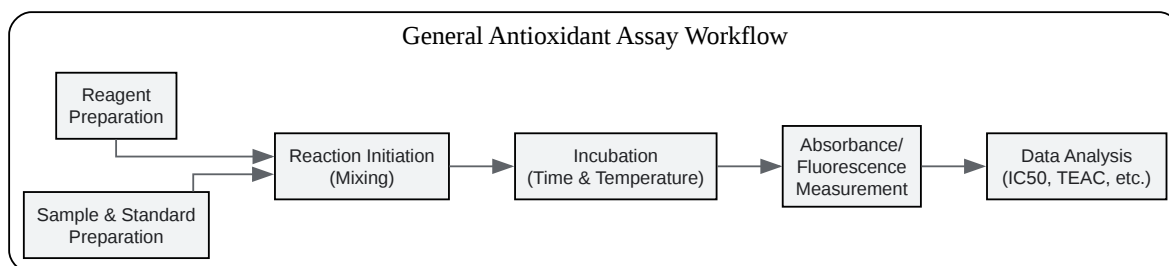 General Antioxidant Assay Workflow
Reagent
Preparation
Sample & Standard
Preparation
Reaction Initiation
(Mixing)
Incubation
(Time & Temperature)
Absorbance/
Fluorescence
Measurement
Data Analysis
(IC50, TEAC, etc.)